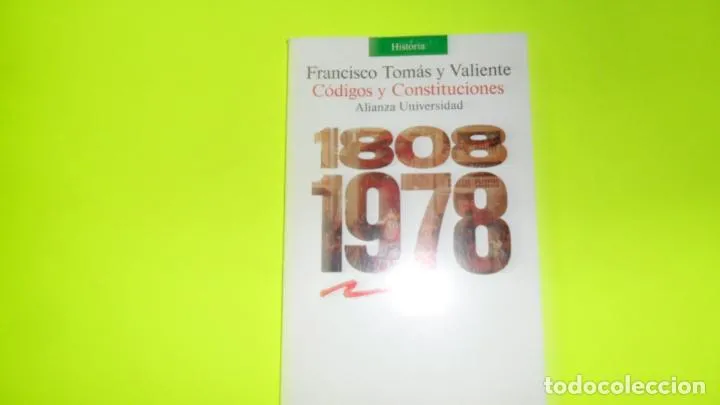 Historia
Francisco Tomás y Valiente
Códigos y Constituciones
Alianza Universidad
1808
1978
todocoleccion